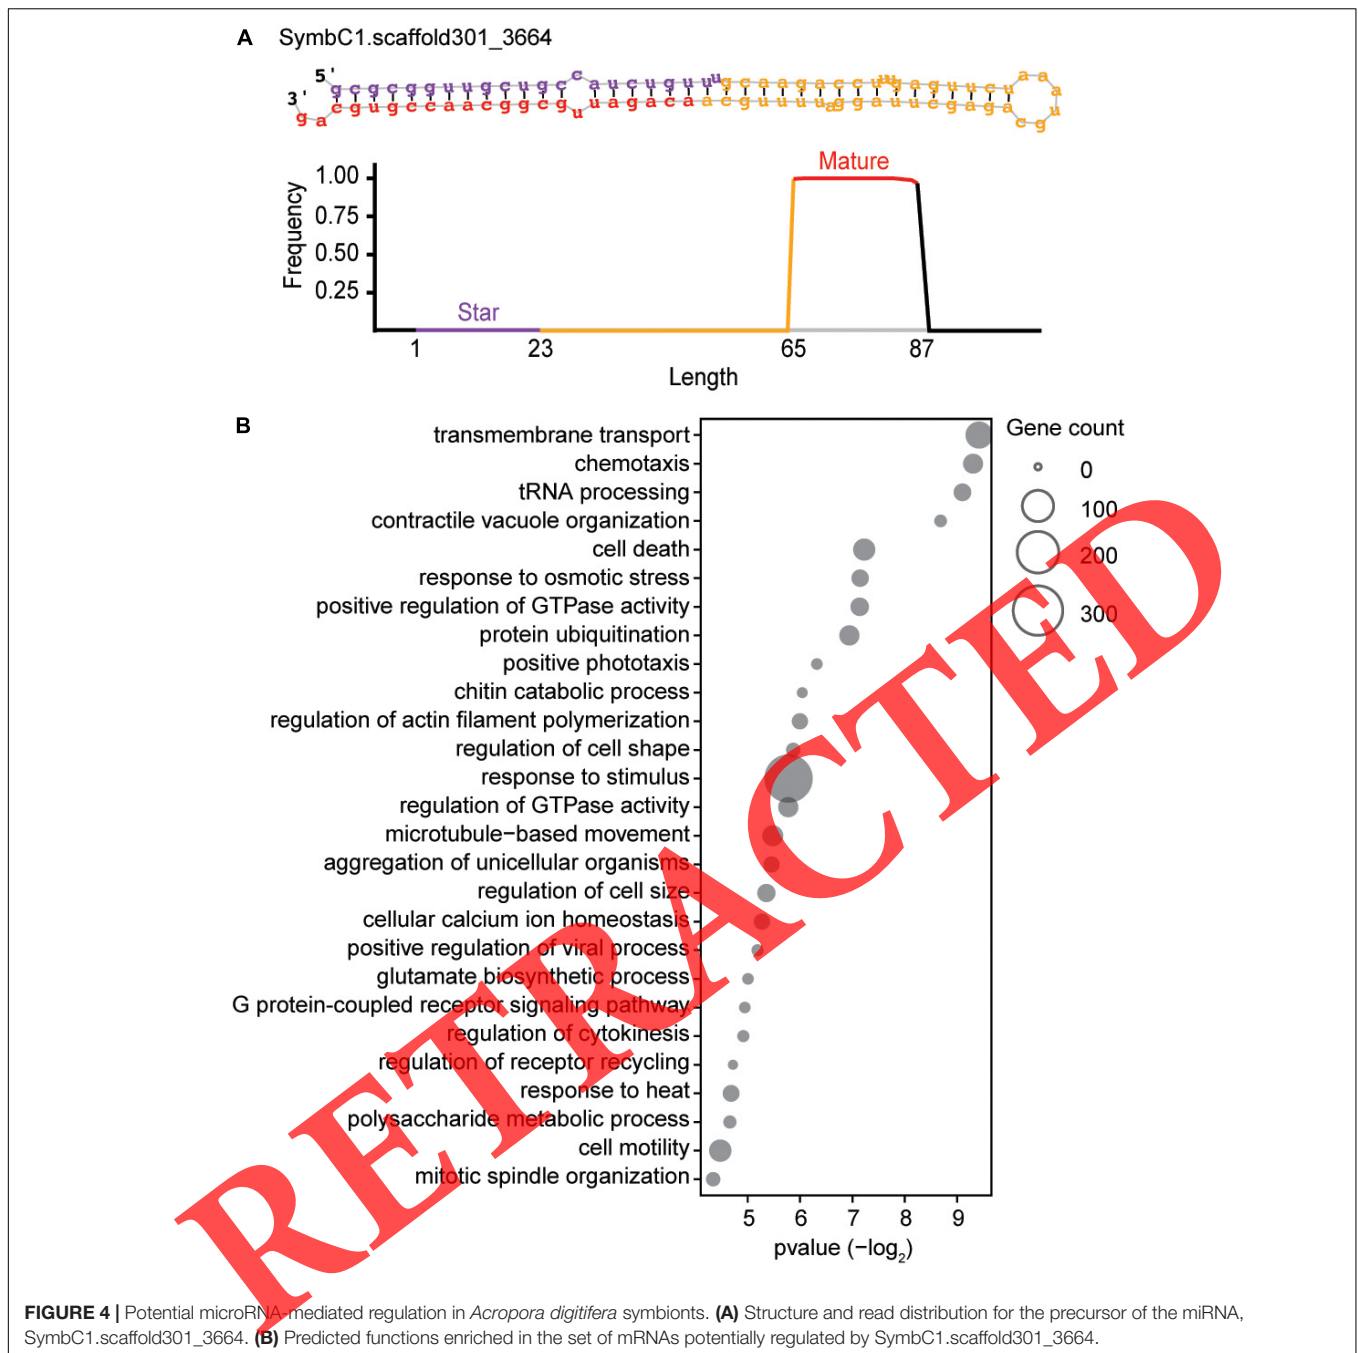 A SymbC1.scaffold301_3664
5'
gcgcgguugcugccaucuguuugcaagaccuugaguucuaa
3'
a
u
gacgugccaacggcguuagacaacguuuuaggauucgagagcg
Mature
1.00
0.75
0.50
0.25
Frequency
Star
1 23 65 87
Length
B
transmembrane transport
chemotaxis
tRNA processing
contractile vacuole organization
cell death
response to osmotic stress
positive regulation of GTPase activity
protein ubiquitination
positive phototaxis
chitin catabolic process
regulation of actin filament polymerization
regulation of cell shape
response to stimulus
regulation of GTPase activity
microtubule−based movement
aggregation of unicellular organisms
regulation of cell size
cellular calcium ion homeostasis
positive regulation of viral process
glutamate biosynthetic process
G protein-coupled receptor signaling pathway
regulation of cytokinesis
regulation of receptor recycling
response to heat
polysaccharide metabolic process
cell motility
mitotic spindle organization
5 6 7 8 9
pvalue (−log2)
Gene count
0
100
200
300
RETRACTED
FIGURE 4 | Potential microRNA-mediated regulation in Acropora digitifera symbionts. (A) Structure and read distribution for the precursor of the miRNA,
SymbC1.scaffold301_3664. (B) Predicted functions enriched in the set of mRNAs potentially regulated by SymbC1.scaffold301_3664.